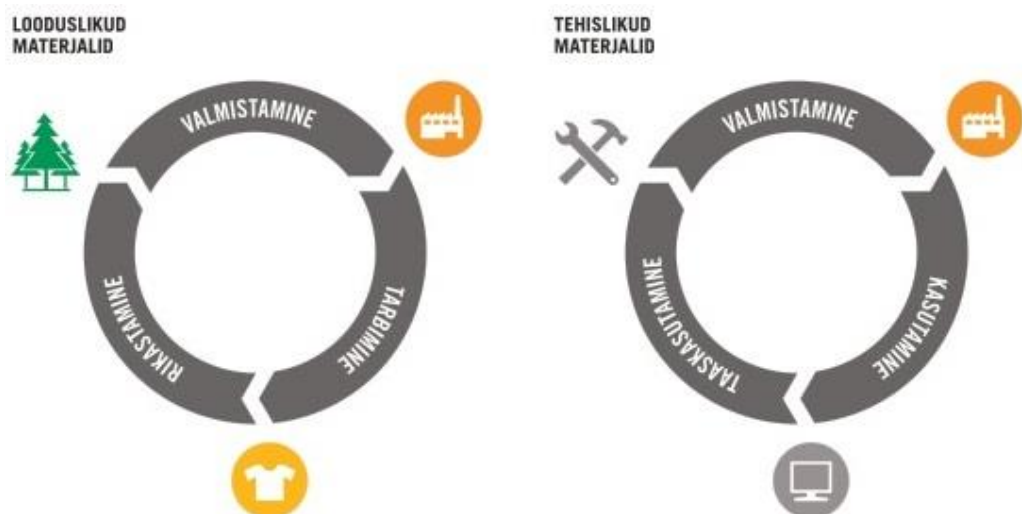 LOODUSLIKUD
MATERJALID
VALMISTAMINE
TARBIMINE
RIKASTAMINE
TEHISLIKUD
MATERJALID
VALMISTAMINE
KASUTAMINE
TAASKASUTAMINE